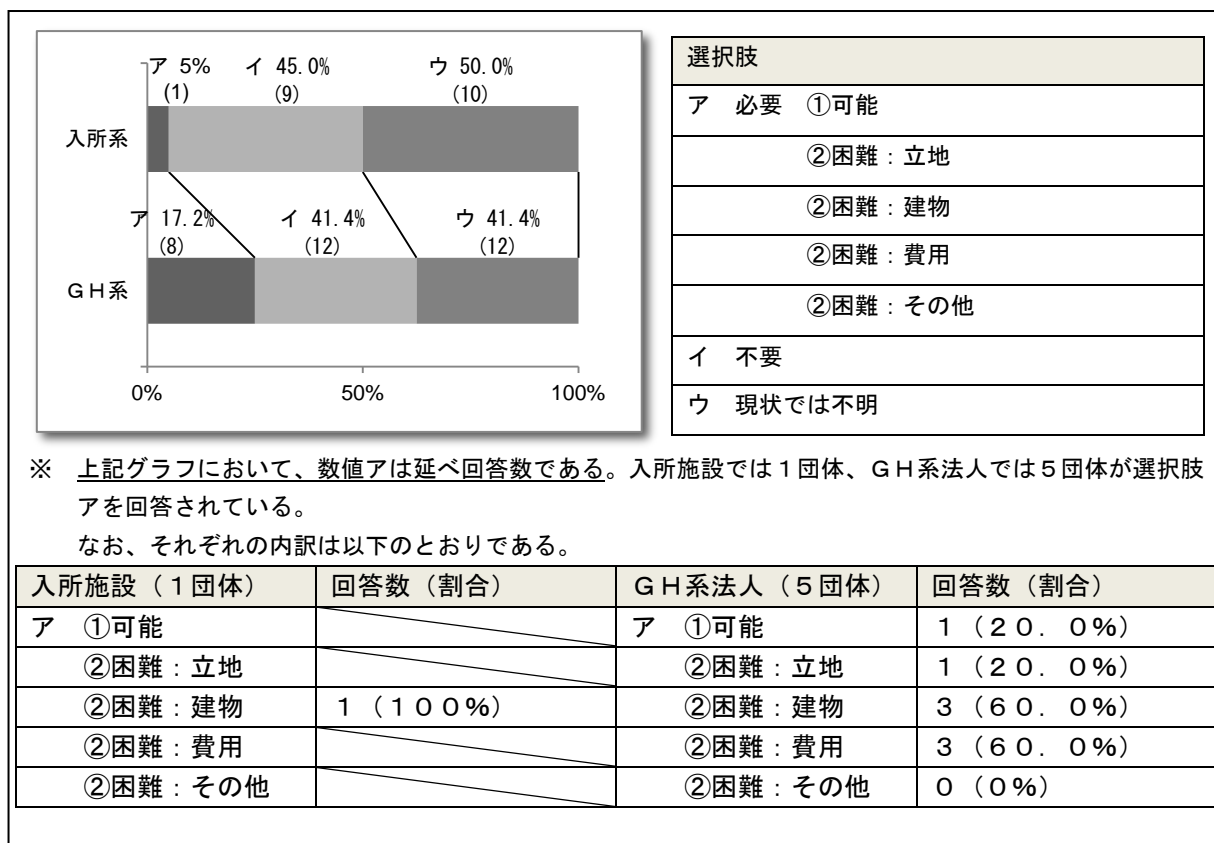 ア 5% イ 45.0% ウ 50.0%
(1) (9) (10)
入所系
ア 17.2% イ 41.4% ウ 41.4%
(8) (12) (12)
ＧＨ系
0% 50% 100%
選択肢
ア 必要 ①可能
②困難：立地
②困難：建物
②困難：費用
②困難：その他
イ 不要
ウ 現状では不明
※ 上記グラフにおいて、数値アは延べ回答数である。入所施設では１団体、ＧＨ系法人では５団体が選択肢
アを回答されている。
なお、それぞれの内訳は以下のとおりである。
入所施設（１団体） 回答数（割合） ＧＨ系法人（５団体） 回答数（割合）
ア ①可能 ア ①可能 １（２０．０％）
②困難：立地 ②困難：立地 １（２０．０％）
②困難：建物 １（１００％） ②困難：建物 ３（６０．０％）
②困難：費用 ②困難：費用 ３（６０．０％）
②困難：その他 ②困難：その他 ０（０％）